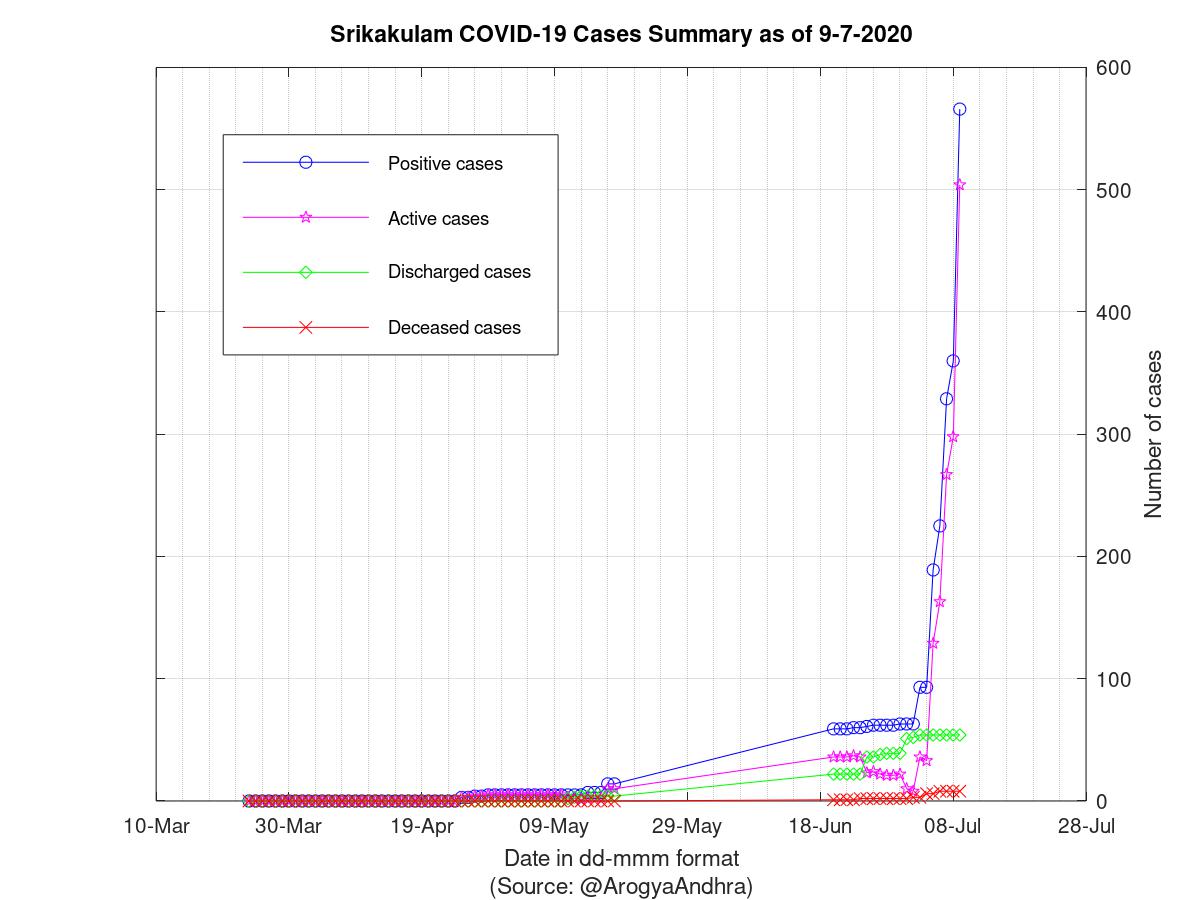 Srikakulam COVID-19 Cases Summary as of 9-7-2020
600
Positive cases
500
Active cases
Discharged cases
400
Deceased cases
Number of cases
300
200
100
0
10-Mar 30-Mar 19-Apr 09-May 29-May 18-Jun 08-Jul 28-Jul
Date in dd-mmm format
(Source: @ArogyaAndhra)